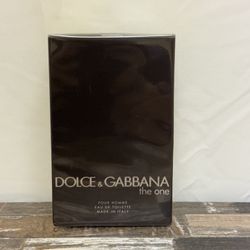 DOLCE & GABBANA
the one
POUR HOMME
EAU DE TOILETTE
MADE IN ITALY